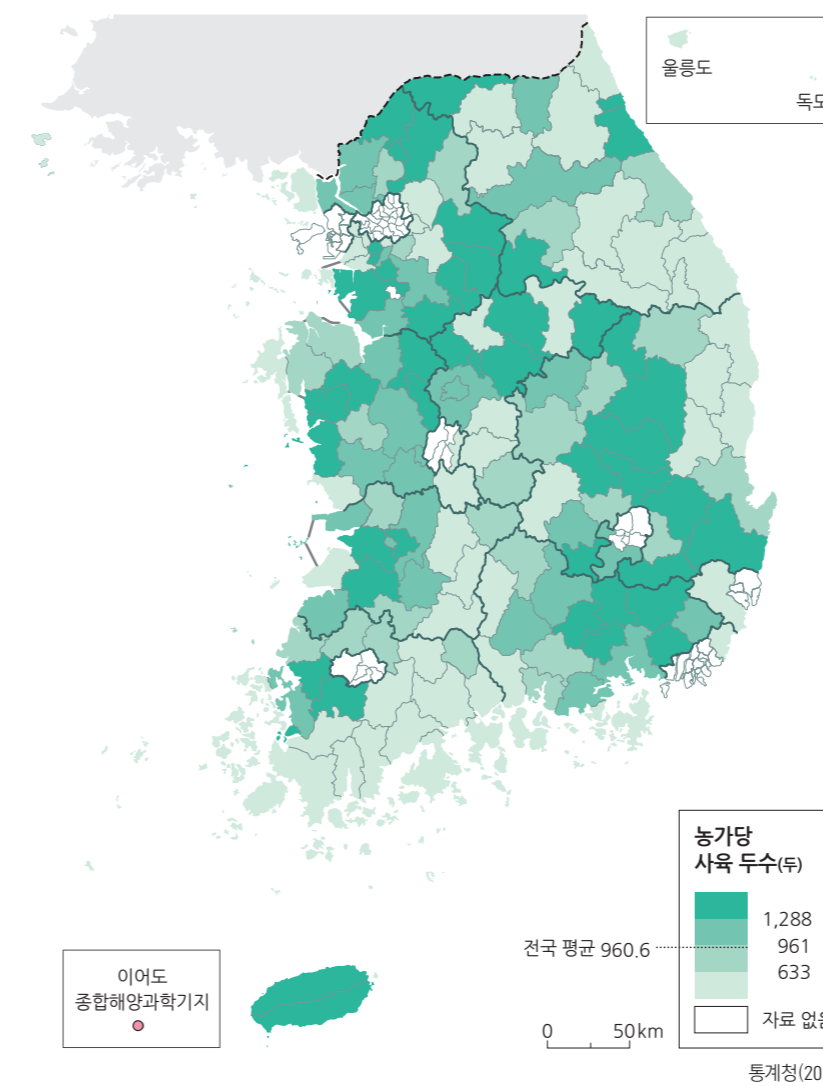 울릉도
독도
농가당
사육 두수(두)
1,288
전국 평균 960.6
961
633
자료 없음
이어도
종합해양과학기지
0 50 km
통계청(20